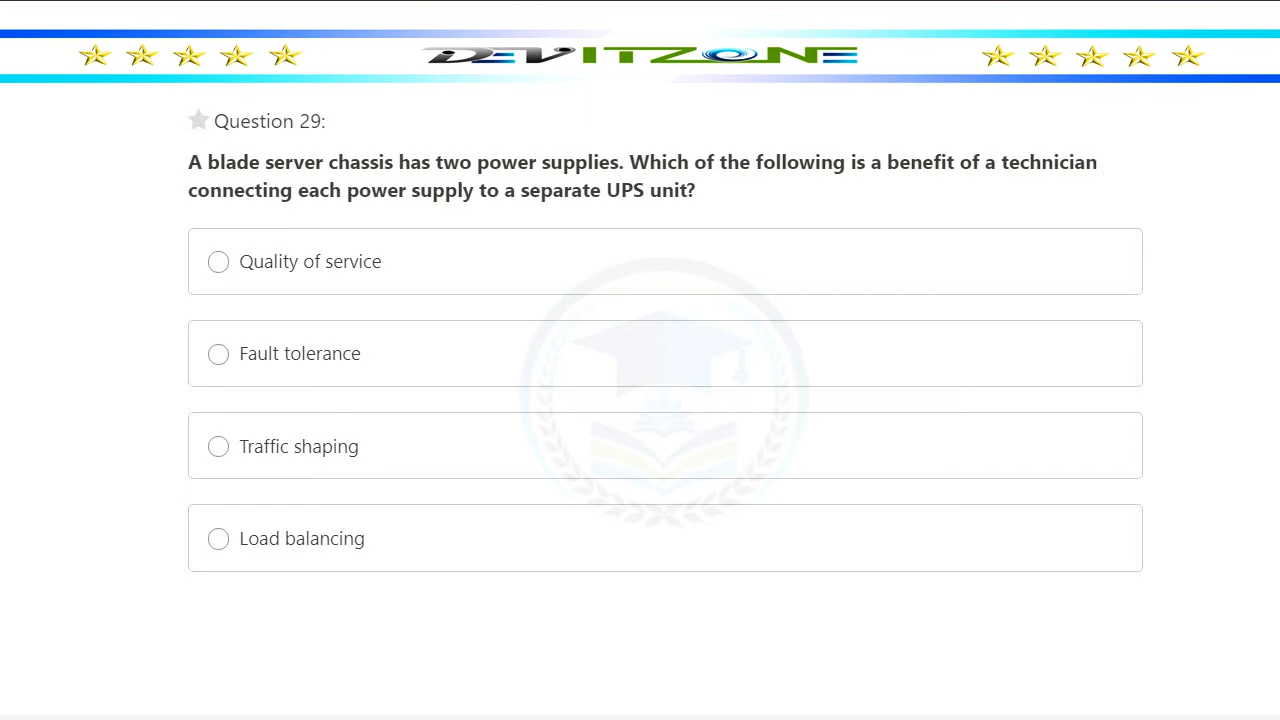 DEVITZONE
Question 29:
A blade server chassis has two power supplies. Which of the following is a benefit of a technician
connecting each power supply to a separate UPS unit?
Quality of service
Fault tolerance
Traffic shaping
Load balancing